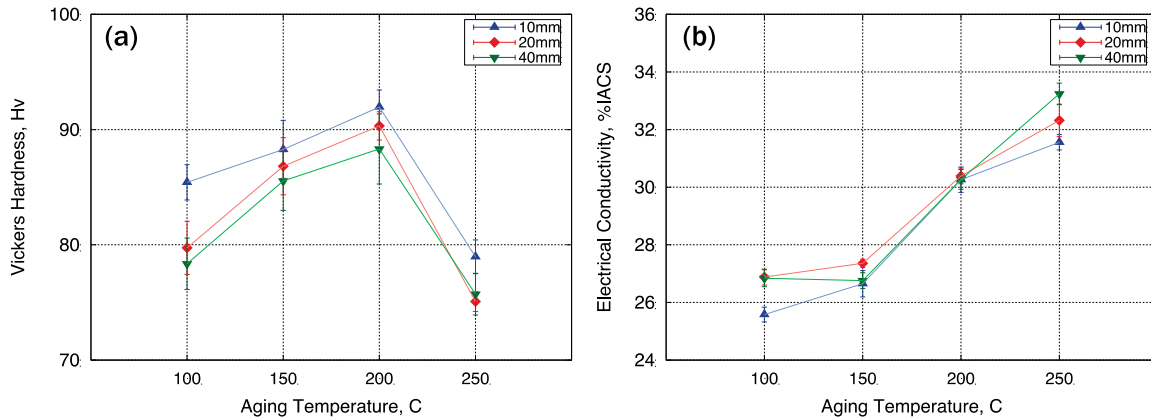 (a)
10mm
20mm
40mm
Vickers Hardness, Hv
100
90
80
70
100 150 200 250
Aging Temperature, C
(b)
10mm
20mm
40mm
Electrical Conductivity, %IACS
36
34
32
30
28
26
24
100 150 200 250
Aging Temperature, C